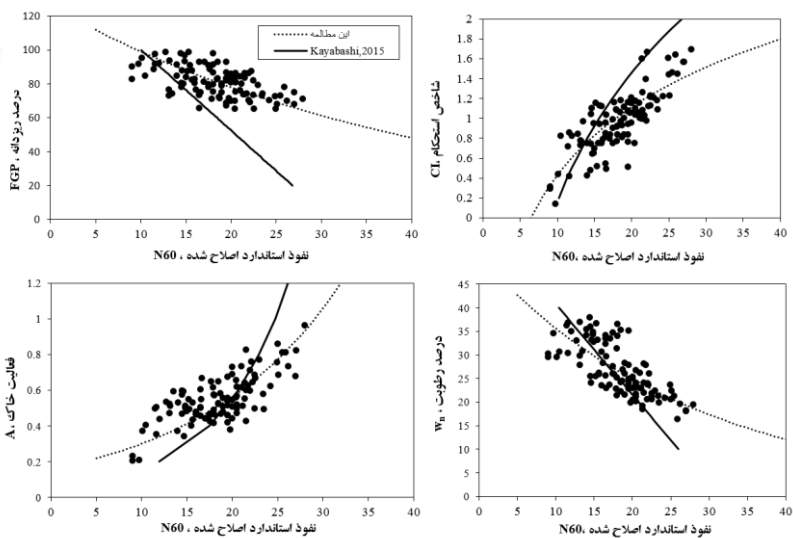 120
100
80
60
40
20
0
درصد ریزدانه ، FGP
این مطالعه
Kayabashi,2015
0 5 10 15 20 25 30 35 40
نفوذ استاندارد اصلاح شده ، N60
2
1.8
1.6
1.4
1.2
1
0.8
0.6
0.4
0.2
0
شاخص استحکام ،CI
0 5 10 15 20 25 30 35 40
نفوذ استاندارد اصلاح شده ،N60
1.2
1
0.8
0.6
0.4
0.2
0
فعالیت خاک ، A
0 5 10 15 20 25 30 35 40
نفوذ استاندارد اصلاح شده ، N60
45
40
35
30
25
20
15
10
5
0
درصد رطوبت ، wn
0 5 10 15 20 25 30 35 40
نفوذ استاندارد اصلاح شده ،N60